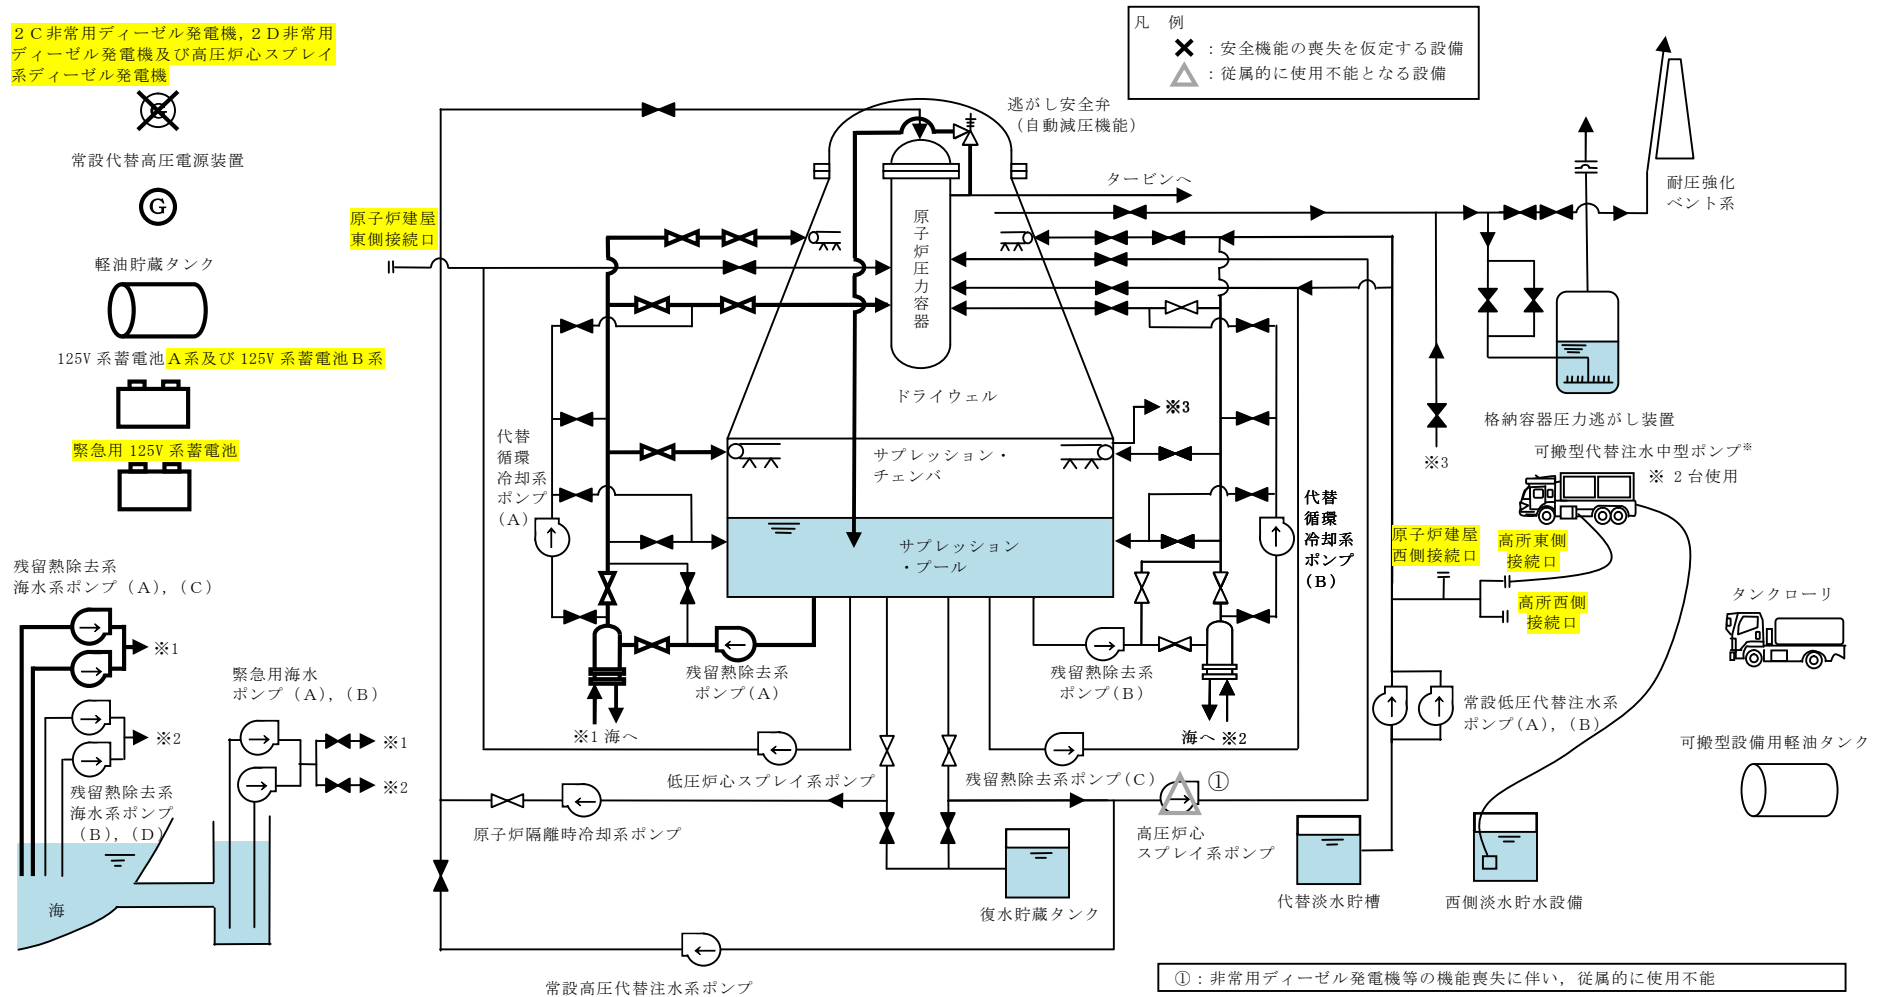 2C非常用ディーゼル発電機,2D非常用
ディーゼル発電機及び高圧炉心スプレイ
系ディーゼル発電機
常設代替高圧電源装置
G
軽油貯蔵タンク
125V 系蓄電池A系及び 125V 系蓄電池B系
緊急用 125V 系蓄電池
凡 例
:安全機能の喪失を仮定する設備
:従属的に使用不能となる設備
逃がし安全弁
(自動減圧機能)
タービンへ
耐圧強化
ベント系
原子炉建屋
東側接続口
原子炉圧力容器
ドライウェル
※3
サプレッション・
チェンバ
サプレッション
・プール
代替
循環
冷却系
ポンプ
(A)
代替
循環
冷却系
ポンプ
(B)
※3
格納容器圧力逃がし装置
可搬型代替注水中型ポンプ※
※ 2台使用
原子炉建屋
西側接続口
高所東側
接続口
高所西側
接続口
タンクローリ
残留熱除去系
海水系ポンプ(A),(C)
※1
※2
残留熱除去系
海水系ポンプ
(B),(D)
緊急用海水
ポンプ(A),(B)
※1
※2
海
残留熱除去系
ポンプ(A)
※1 海へ
残留熱除去系
ポンプ(B)
海へ ※2
低圧炉心スプレイ系ポンプ
残留熱除去系ポンプ(C)
①
原子炉隔離時冷却系ポンプ
高圧炉心
スプレイ系ポンプ
常設低圧代替注水系
ポンプ(A),(B)
可搬型設備用軽油タンク
復水貯蔵タンク
代替淡水貯槽
西側淡水貯水設備
常設高圧代替注水系ポンプ
①:非常用ディーゼル発電機等の機能喪失に伴い,従属的に使用不能